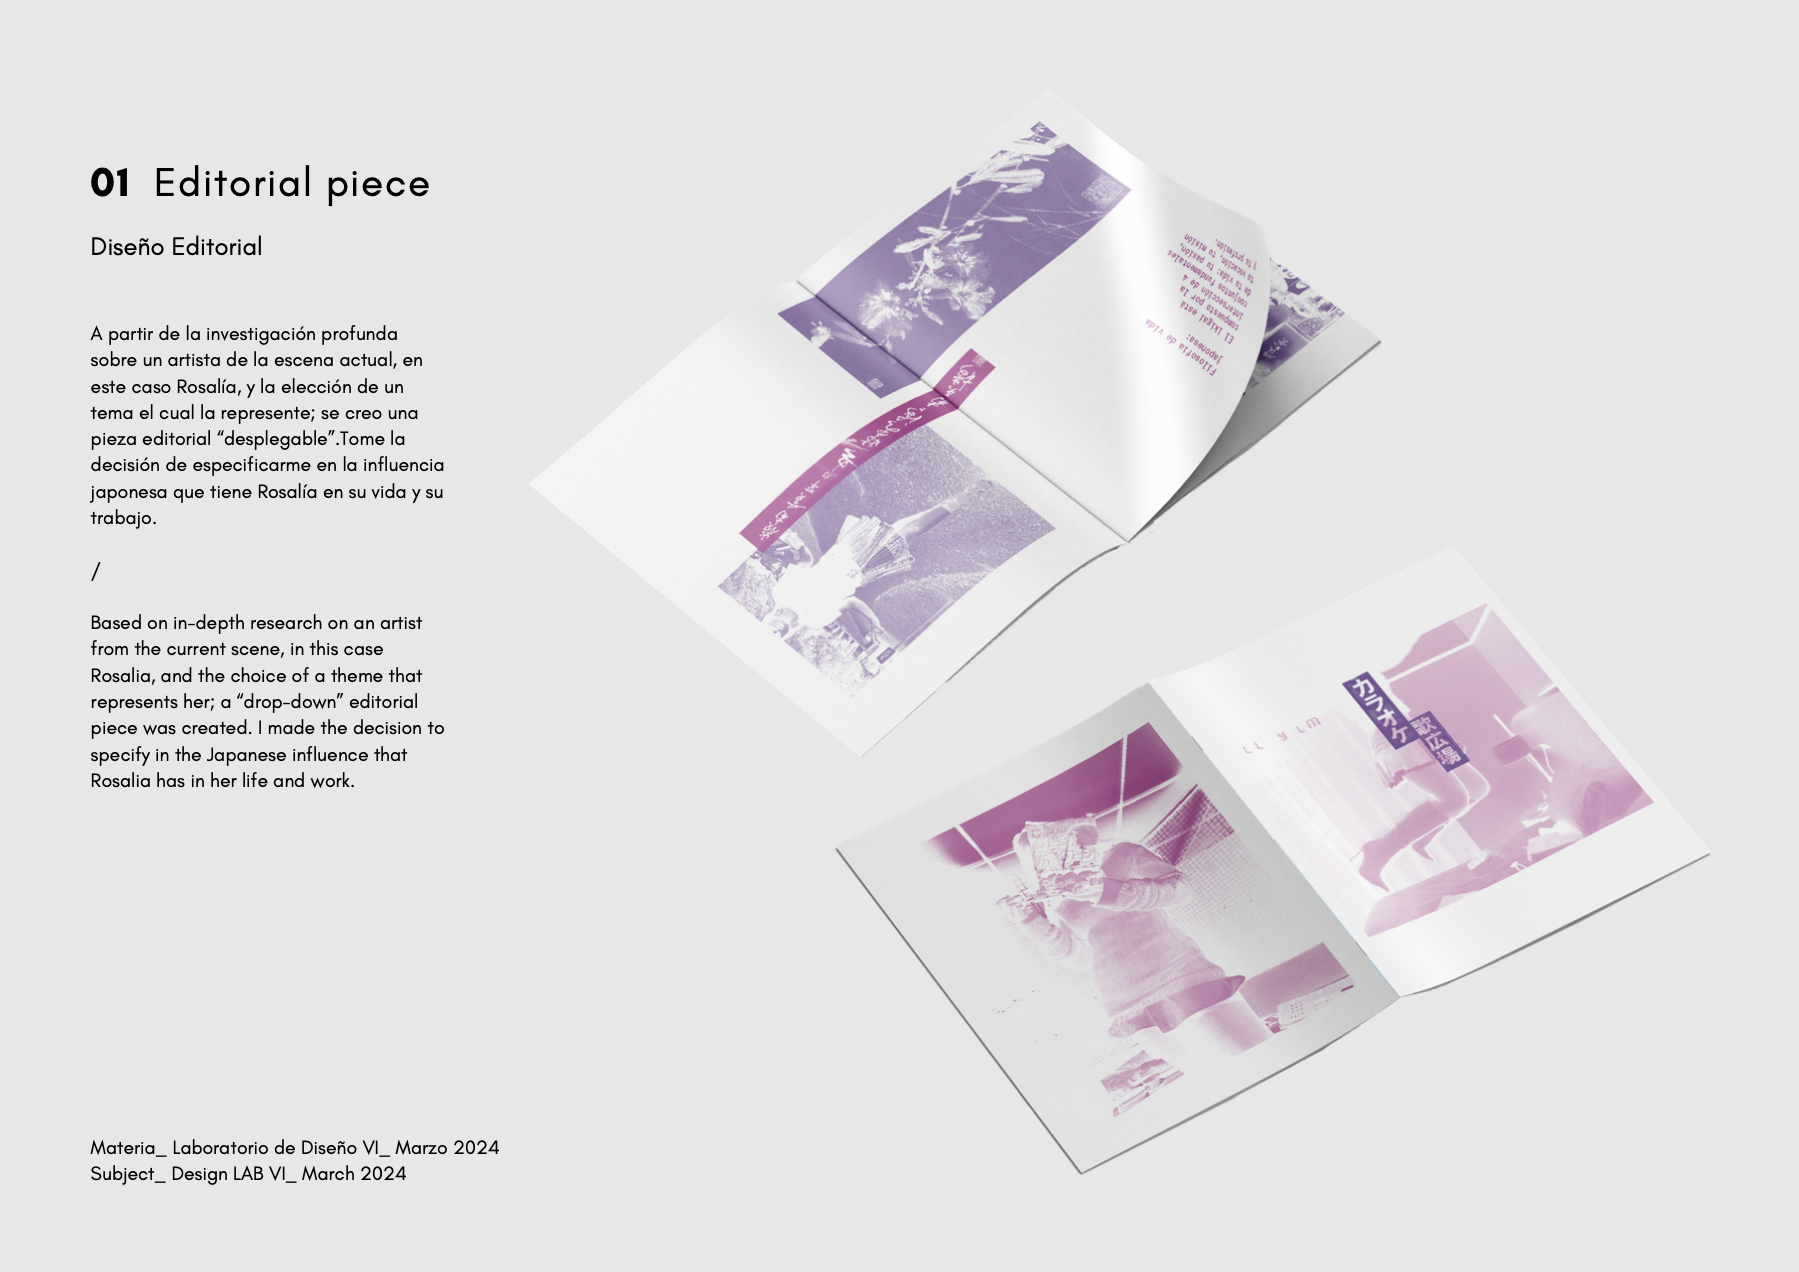 01 Editorial piece
Diseño Editorial
A partir de la investigación profunda
sobre un artista de la escena actual, en
este caso Rosalía, y la elección de un
tema el cual la represente; se creo una
pieza editorial “desplegable”.Tome la
decisión de especificarme en la influencia
japonesa que tiene Rosalía en su vida y su
trabajo.
/
Based on in-depth research on an artist
from the current scene, in this case
Rosalia, and the choice of a theme that
represents her; a “drop-down” editorial
piece was created. I made the decision to
specify in the Japanese influence that
Rosalia has in her life and work.
Materia_ Laboratorio de Diseño VI_ Marzo 2024
Subject_ Design LAB VI_ March 2024
Filosofía de vida
japonesa:
El ikigai está
compuesto por la
intersección de 4
conjuntos fundamentales
de tu vida: tu pasión,
tu vocación, tu misión
y tu profesión.
LL y LM
カラオケ
歌広場